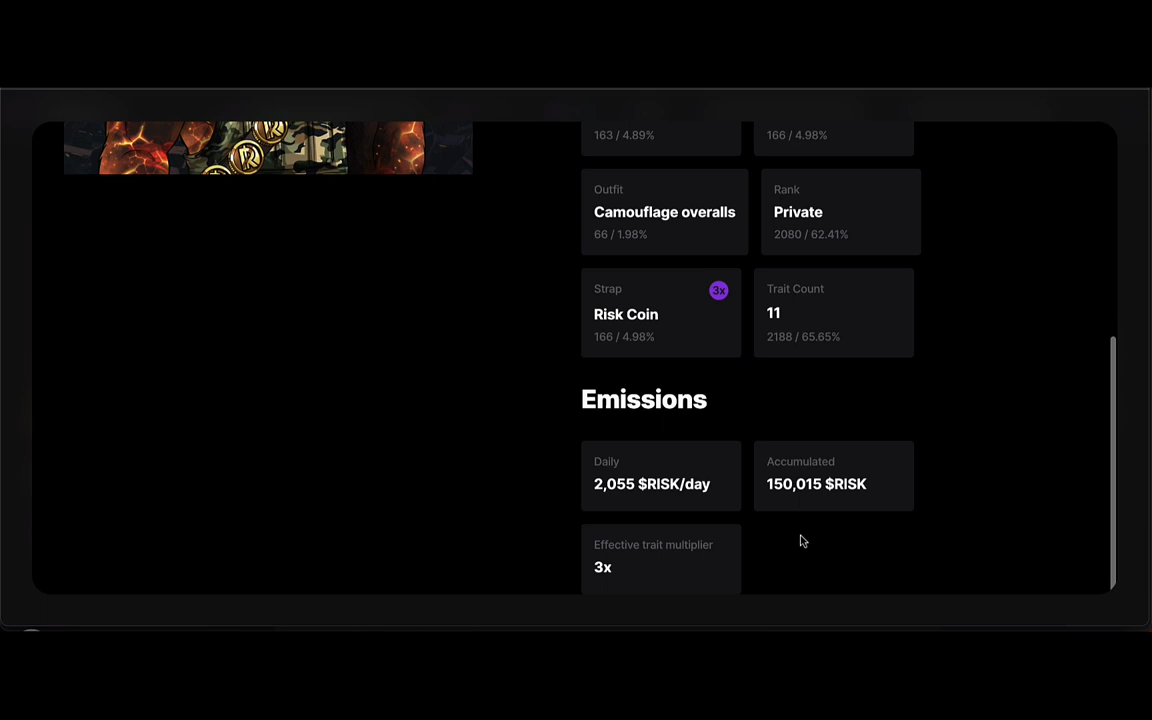 163 / 4.89%
166 / 4.98%
Outfit
Camouflage overalls
66 / 1.98%
Rank
Private
2080 / 62.41%
Strap
3x
Risk Coin
166 / 4.98%
Trait Count
11
2188 / 65.65%
Emissions
Daily
2,055 $RISK/day
Accumulated
150,015 $RISK
Effective trait multiplier
3x